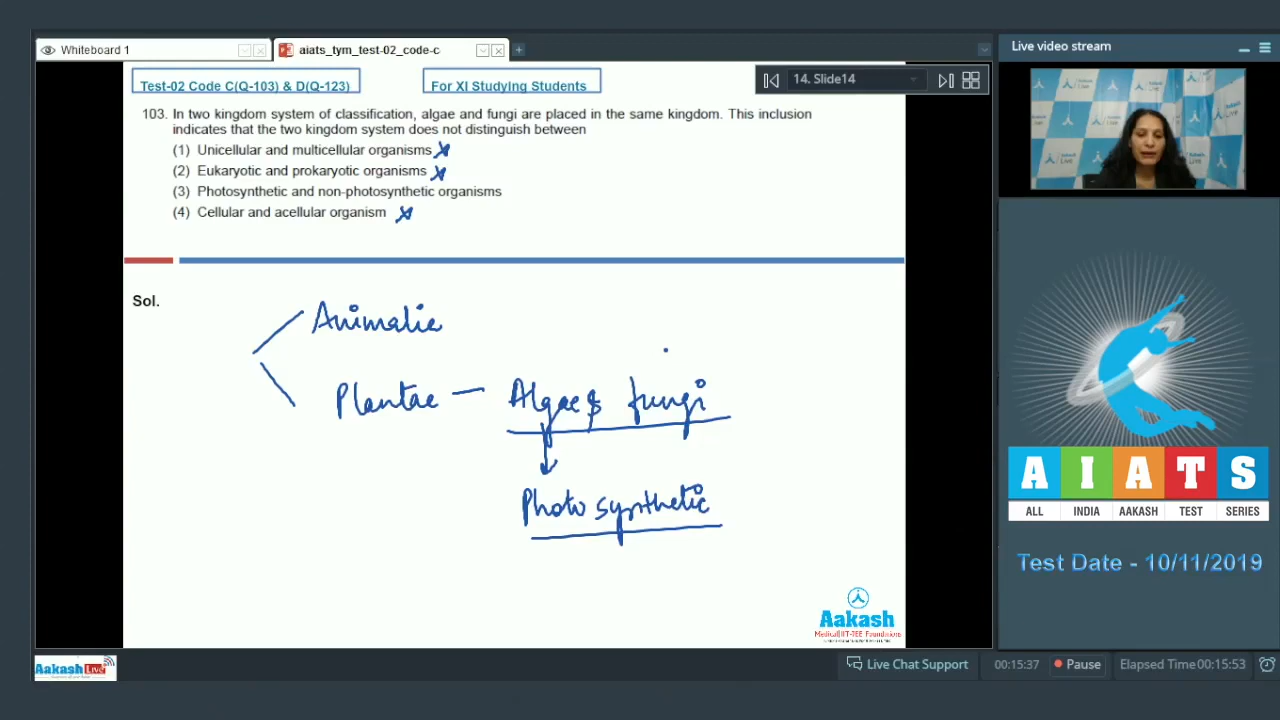 Whiteboard 1
aiats_tym_test-02_code-c
Live video stream
Test-02 Code C(Q-103) & D(Q-123)
For XI Studying Students
14. Slide14
103. In two kingdom system of classification, algae and fungi are placed in the same kingdom. This inclusion
indicates that the two kingdom system does not distinguish between
(1) Unicellular and multicellular organisms
(2) Eukaryotic and prokaryotic organisms
(3) Photosynthetic and non-photosynthetic organisms
(4) Cellular and acellular organism
Sol.
Animalie
Plantae — Algae & fungi
Photosynthetic
AIATS
ALL INDIA AAKASH TEST SERIES
Test Date - 10/11/2019
Aakash
Medical|IIT-JEE|Foundations
Aakash Live
Live Chat Support
00:15:37
Pause
Elapsed Time 00:15:53